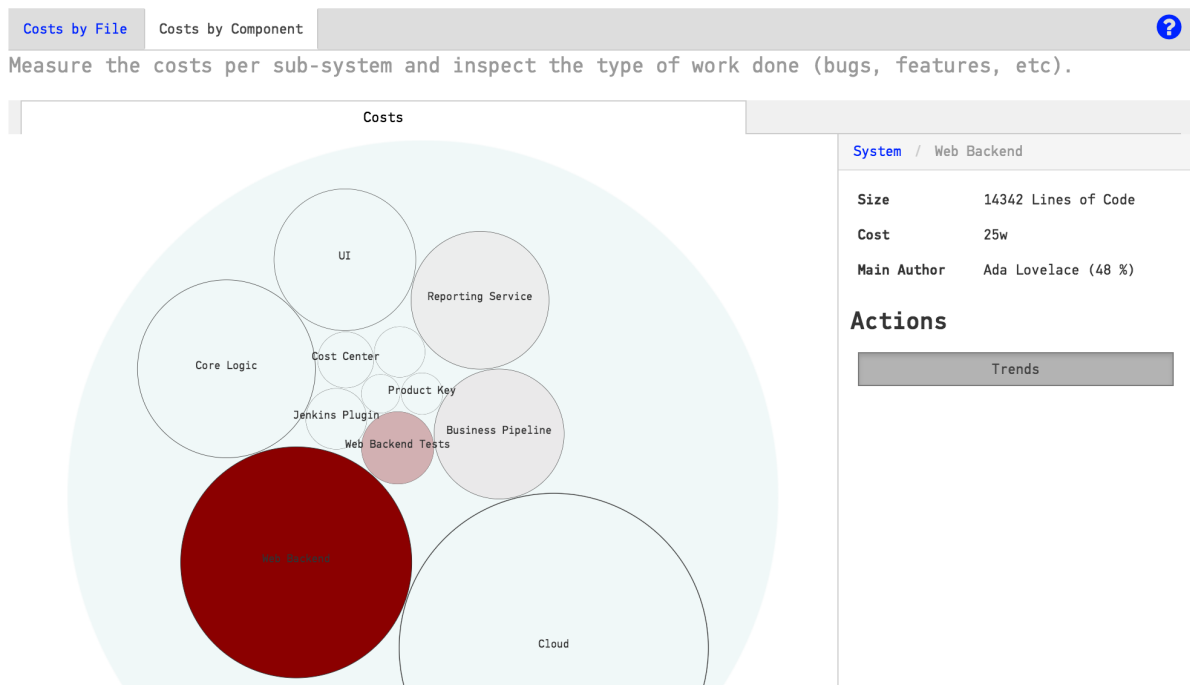 Costs by File Costs by Component ?
Measure the costs per sub-system and inspect the type of work done (bugs, features, etc).
Costs
System / Web Backend
Size 14342 Lines of Code
Cost 25w
Main Author Ada Lovelace (48 %)
Actions
Trends
UI
Reporting Service
Cost Center
Core Logic
Product Key
Jenkins Plugin
Business Pipeline
Web Backend Tests
Web Backend
Cloud